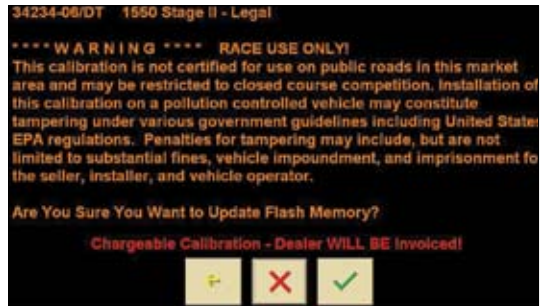 34234-06/DT 1550 Stage II - Legal
**** W A R N I N G **** RACE USE ONLY!
This calibration is not certified for use on public roads in this market
area and may be restricted to closed course competition. Installation of
this calibration on a pollution controlled vehicle may constitute
tampering under various government guidelines including United States
EPA regulations. Penalties for tampering may include, but are not
limited to substantial fines, vehicle impoundment, and imprisonment fo
the seller, installer, and vehicle operator.
Are You Sure You Want to Update Flash Memory?
Chargeable Calibration - Dealer WILL BE Invoiced!